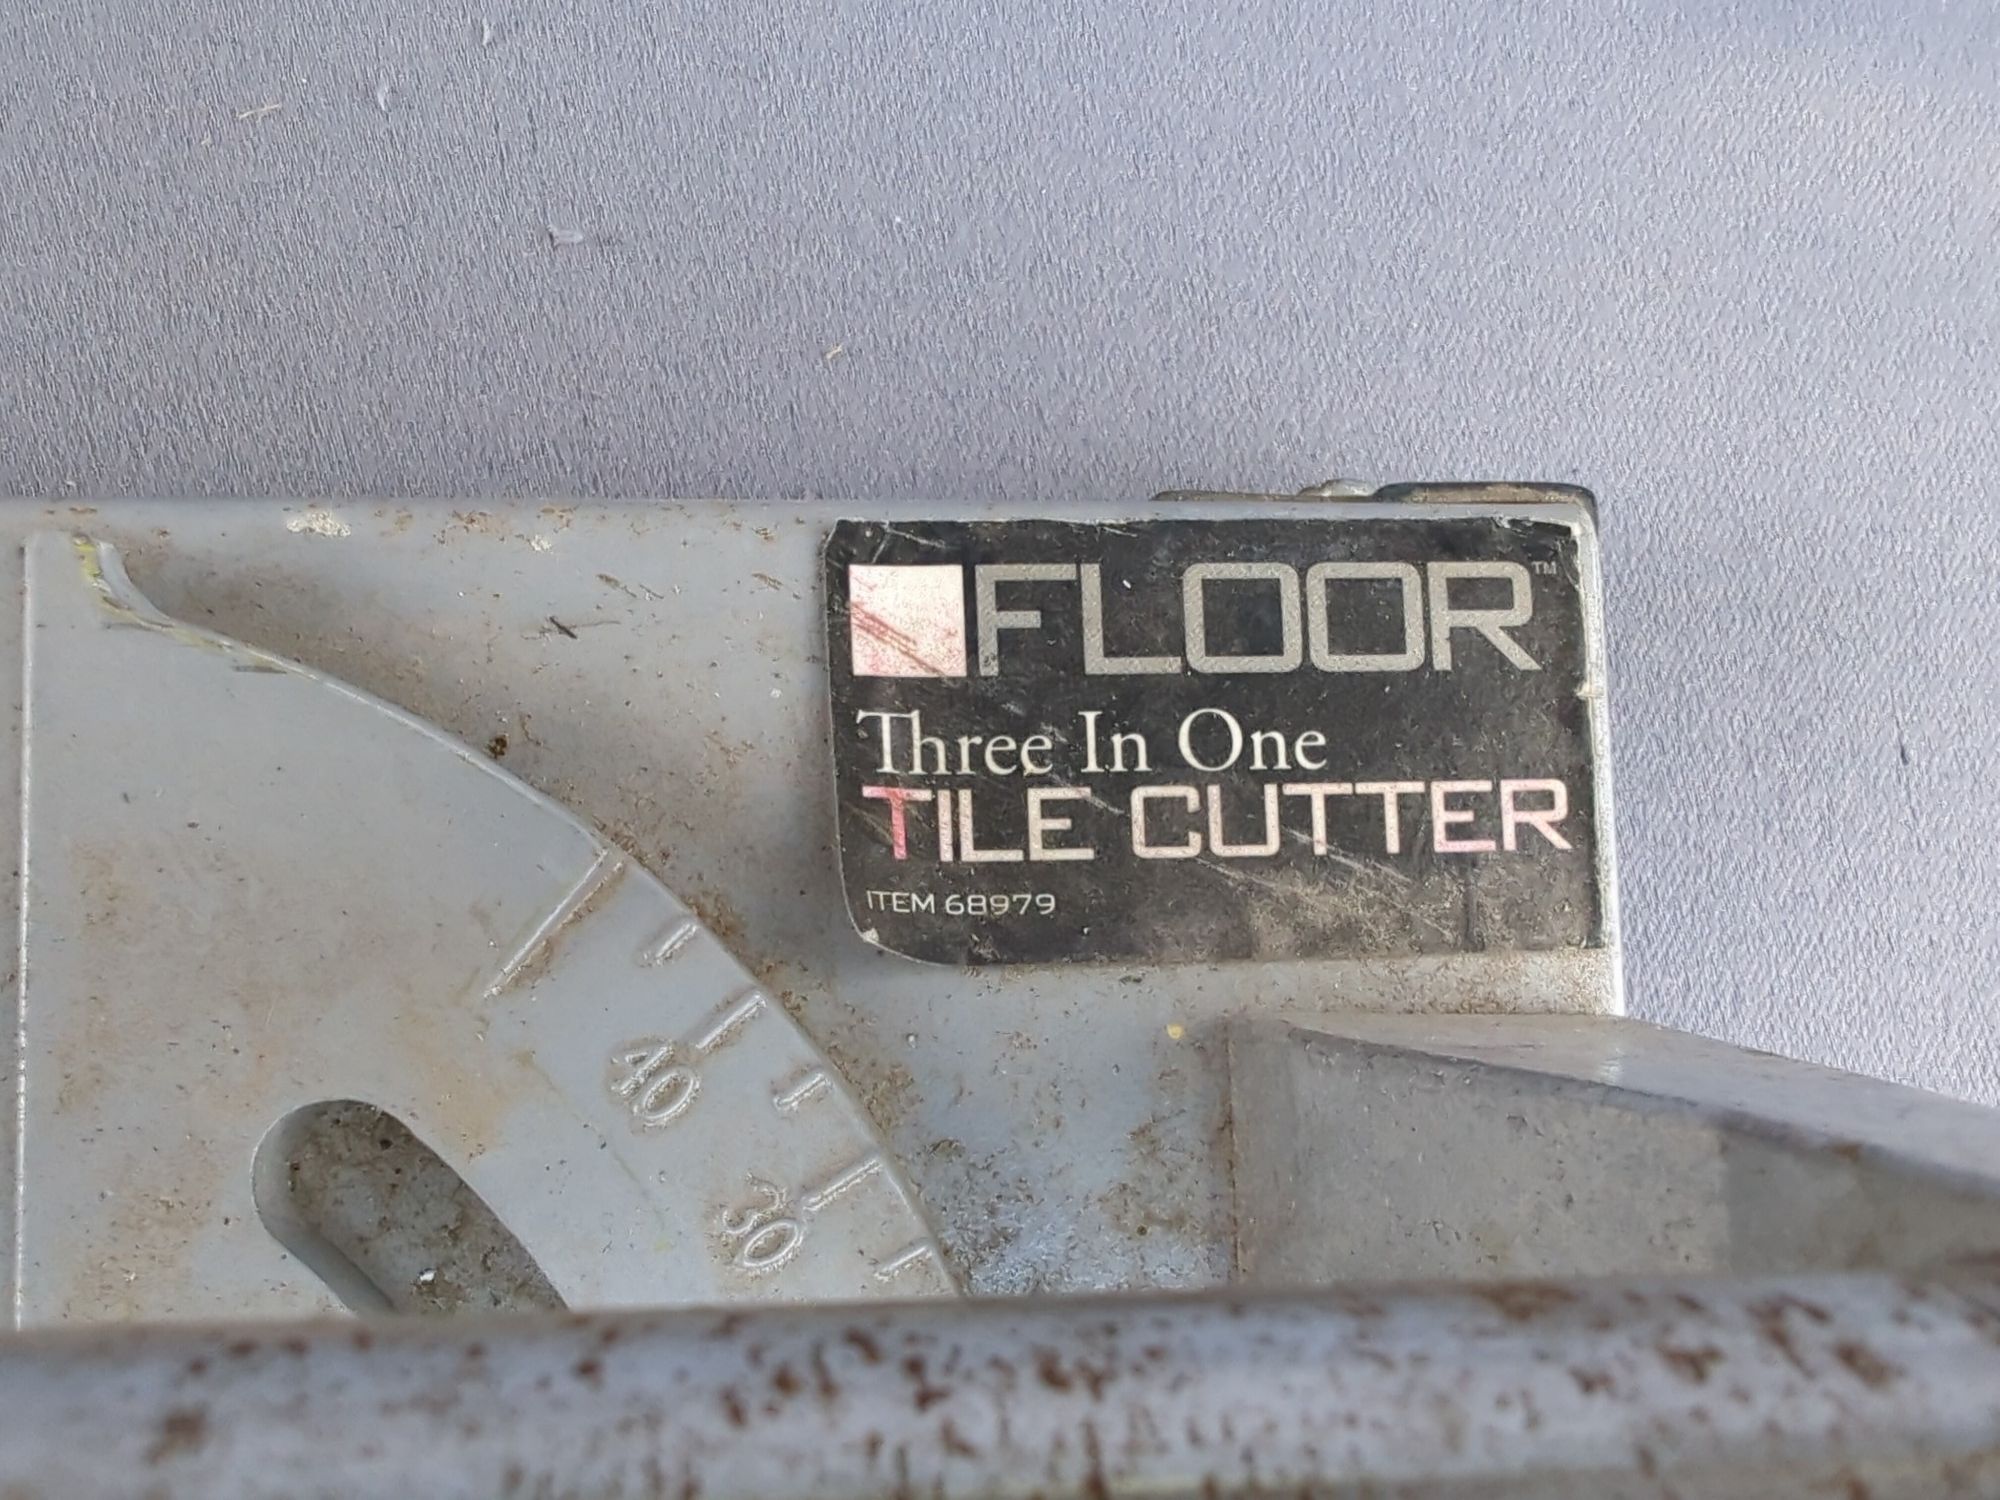 FLOOR™
Three In One
TILE CUTTER
ITEM 68979
40
30